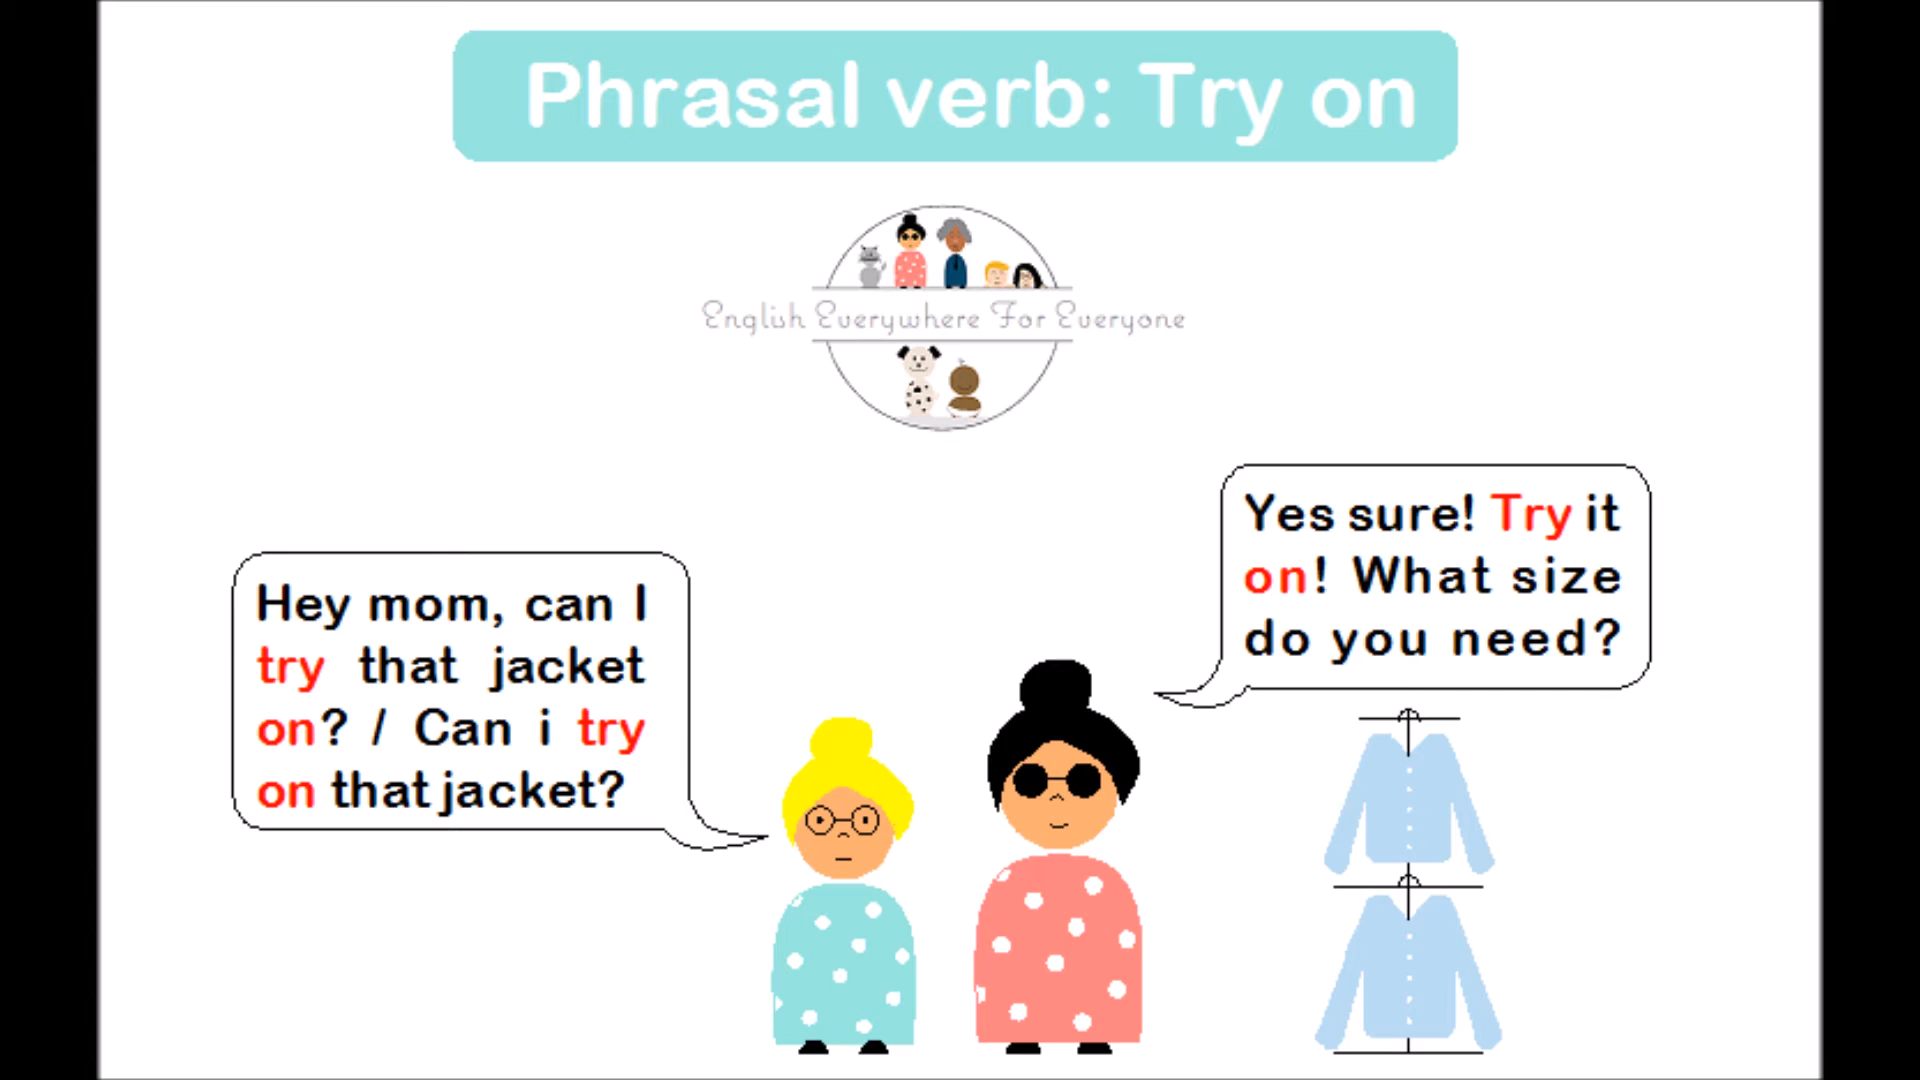 Phrasal verb: Try on
English Everywhere For Everyone
Hey mom, can I
try that jacket
on? / Can i try
on that jacket?
Yes sure! Try it
on! What size
do you need?